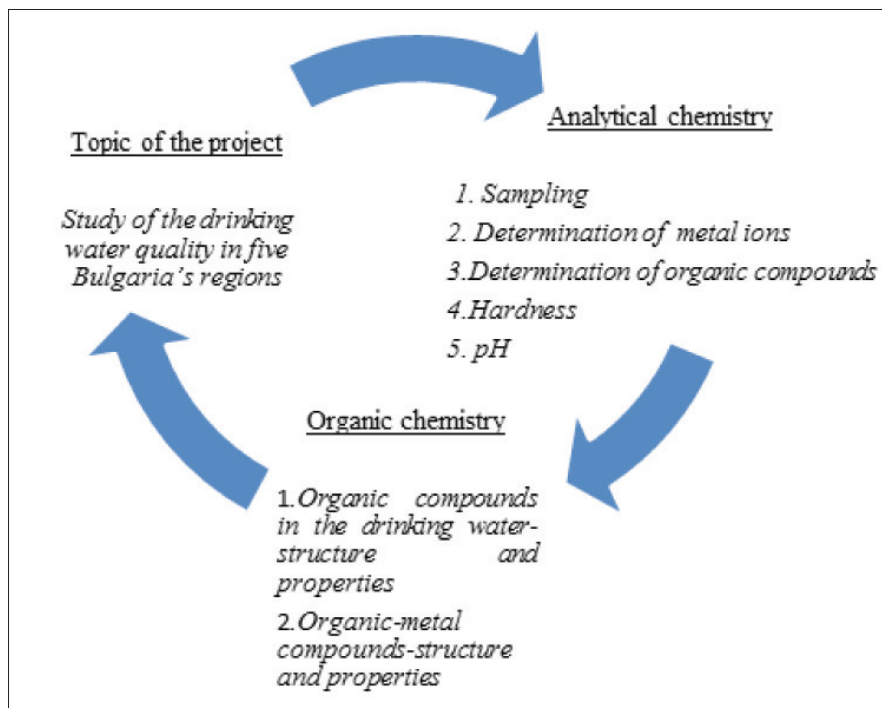 Topic of the project
Study of the drinking
water quality in five
Bulgaria's regions
Analytical chemistry
1. Sampling
2. Determination of metal ions
3.Determination of organic compounds
4.Hardness
5. pH
Organic chemistry
1.Organic compounds
in the drinking water-
structure and
properties
2.Organic-metal
compounds-structure
and properties